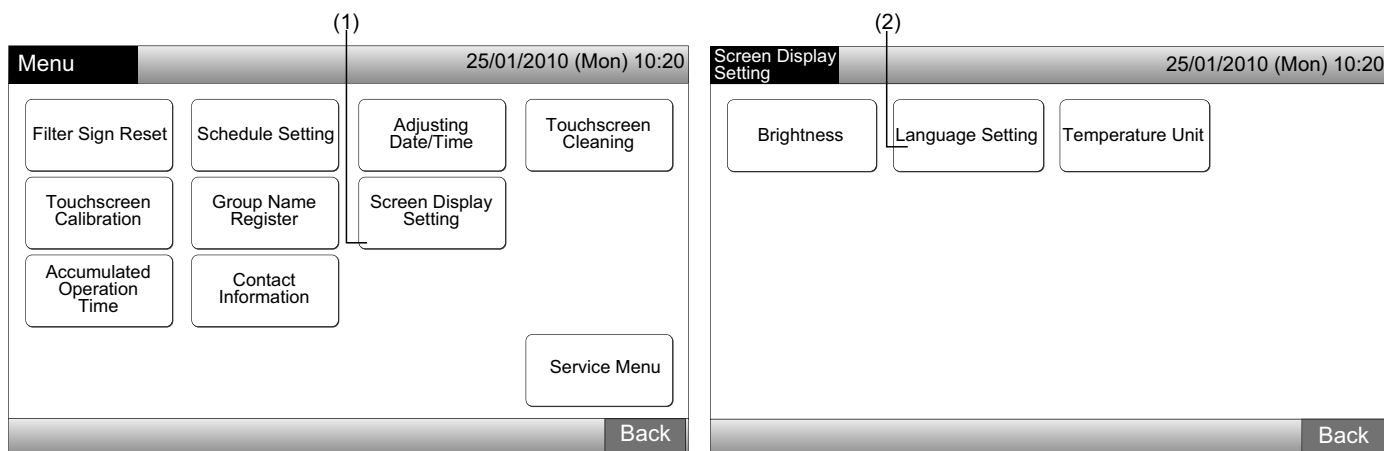 (1)
Menu
25/01/2010 (Mon) 10:20
Filter Sign Reset
Schedule Setting
Adjusting
Date/Time
Touchscreen
Cleaning
Touchscreen
Calibration
Group Name
Register
Screen Display
Setting
Accumulated
Operation
Time
Contact
Information
Service Menu
Back
(2)
Screen Display
Setting
25/01/2010 (Mon) 10:20
Brightness
Language Setting
Temperature Unit
Back